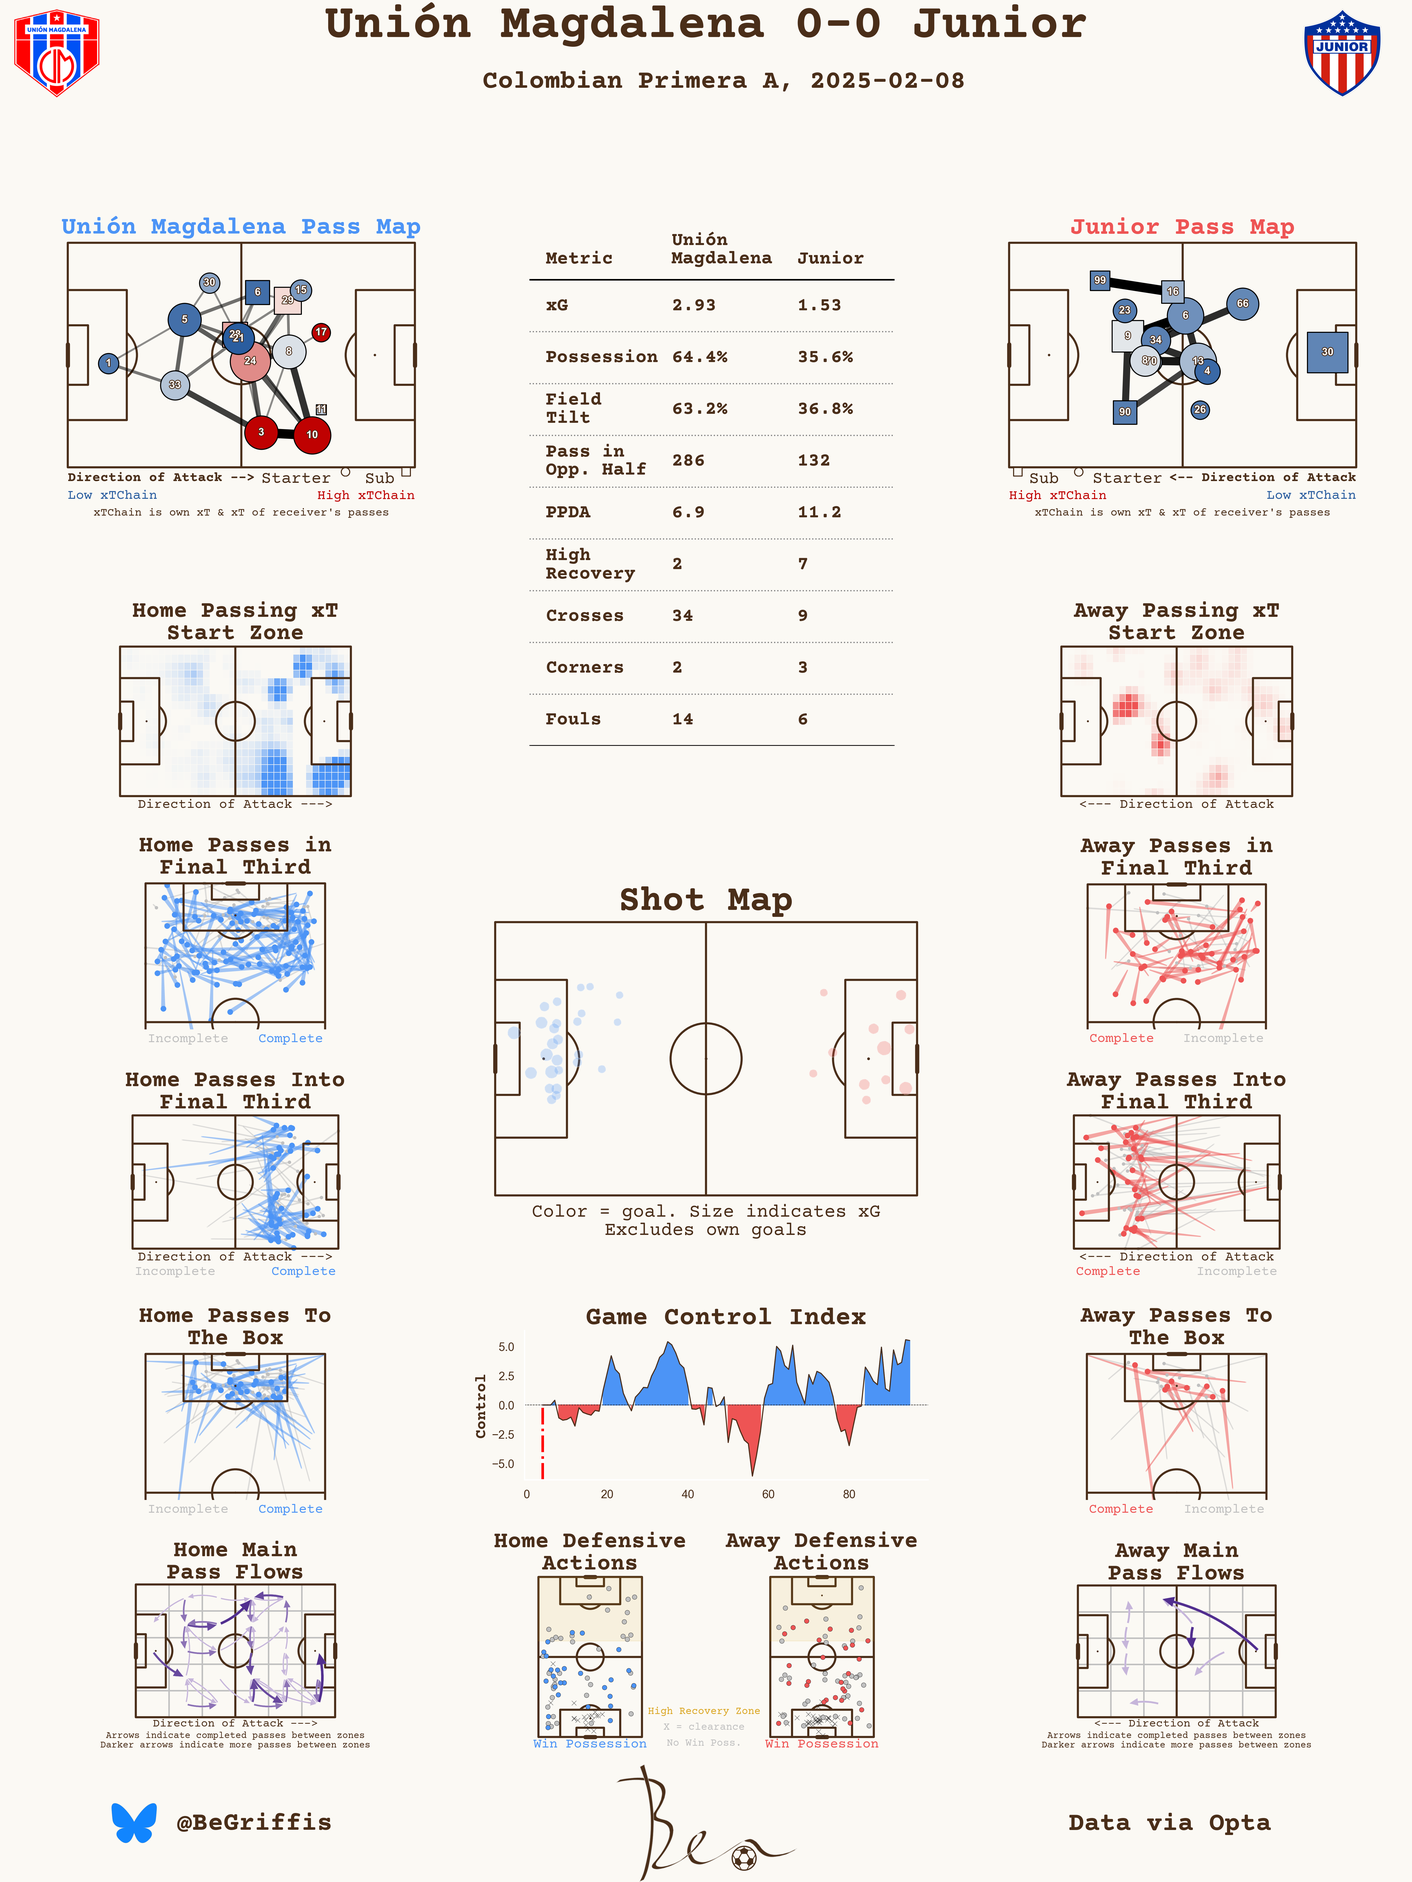 Unión Magdalena 0-0 Junior
Colombian Primera A, 2025-02-08
UNIÓN MAGDALENA
JUNIOR
Unión Magdalena Pass Map
30
6
15
29
5
17
21
8
24
1
33
11
3
10
Direction of Attack -->
Starter
Sub
Low xTChain
High xTChain
xTChain is own xT & xT of receiver's passes
Metric
Unión
Magdalena
Junior
xG
2.93
1.53
Possession
64.4%
35.6%
Field
Tilt
63.2%
36.8%
Pass in
Opp. Half
286
132
PPDA
6.9
11.2
High
Recovery
2
7
Crosses
34
9
Corners
2
3
Fouls
14
6
Junior Pass Map
99
16
66
23
6
9
34
30
8
13
4
90
26
Sub
Starter
<-- Direction of Attack
High xTChain
Low xTChain
xTChain is own xT & xT of receiver's passes
Home Passing xT
Start Zone
Direction of Attack --->
Away Passing xT
Start Zone
<--- Direction of Attack
Home Passes in
Final Third
Incomplete
Complete
Away Passes in
Final Third
Complete
Incomplete
Shot Map
Color = goal. Size indicates xG
Excludes own goals
Home Passes Into
Final Third
Direction of Attack --->
Incomplete
Complete
Away Passes Into
Final Third
<--- Direction of Attack
Complete
Incomplete
Home Passes To
The Box
Incomplete
Complete
Game Control Index
Control
5.0
2.5
0.0
−2.5
−5.0
0
20
40
60
80
Away Passes To
The Box
Complete
Incomplete
Home Main
Pass Flows
Direction of Attack --->
Arrows indicate completed passes between zones
Darker arrows indicate more passes between zones
Home Defensive
Actions
Win Possession
High Recovery Zone
X = clearance
No Win Poss.
Away Defensive
Actions
Win Possession
Away Main
Pass Flows
<--- Direction of Attack
Arrows indicate completed passes between zones
Darker arrows indicate more passes between zones
@BeGriffis
Ben
Data via Opta